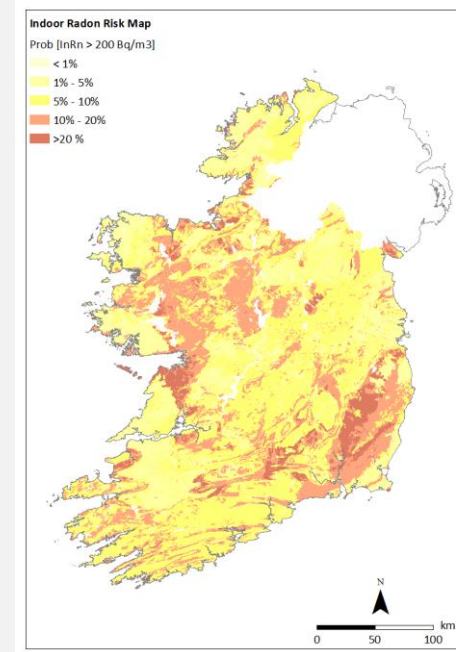 Indoor Radon Risk Map
Prob [InRn > 200 Bq/m3]
< 1%
1% - 5%
5% - 10%
10% - 20%
>20 %
N
km
0 50 100